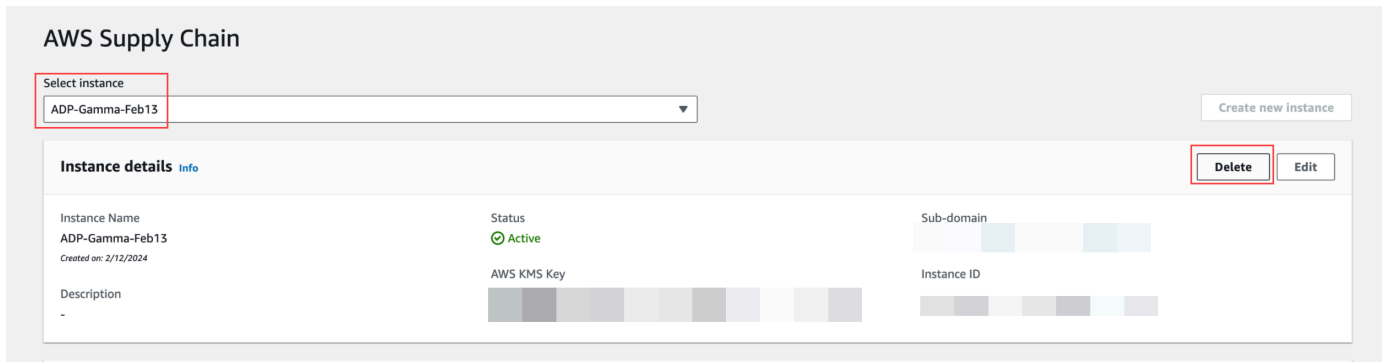 AWS Supply Chain
Select instance
ADP-Gamma-Feb13
Create new instance
Instance details Info
Delete Edit
Instance Name
ADP-Gamma-Feb13
Created on: 2/12/2024
Description
-
Status
Active
AWS KMS Key
Sub-domain
Instance ID